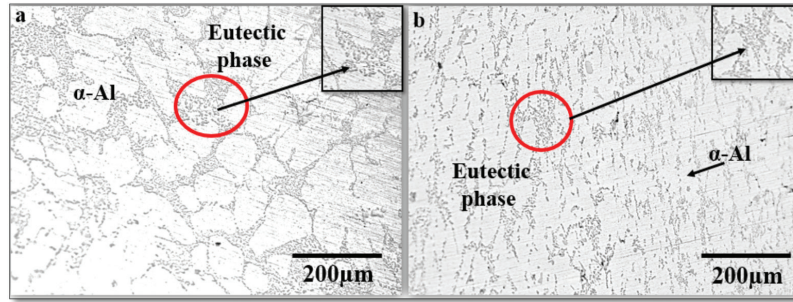 a
Eutectic
phase
α-Al
200μm
b
α-Al
Eutectic
phase
200μm